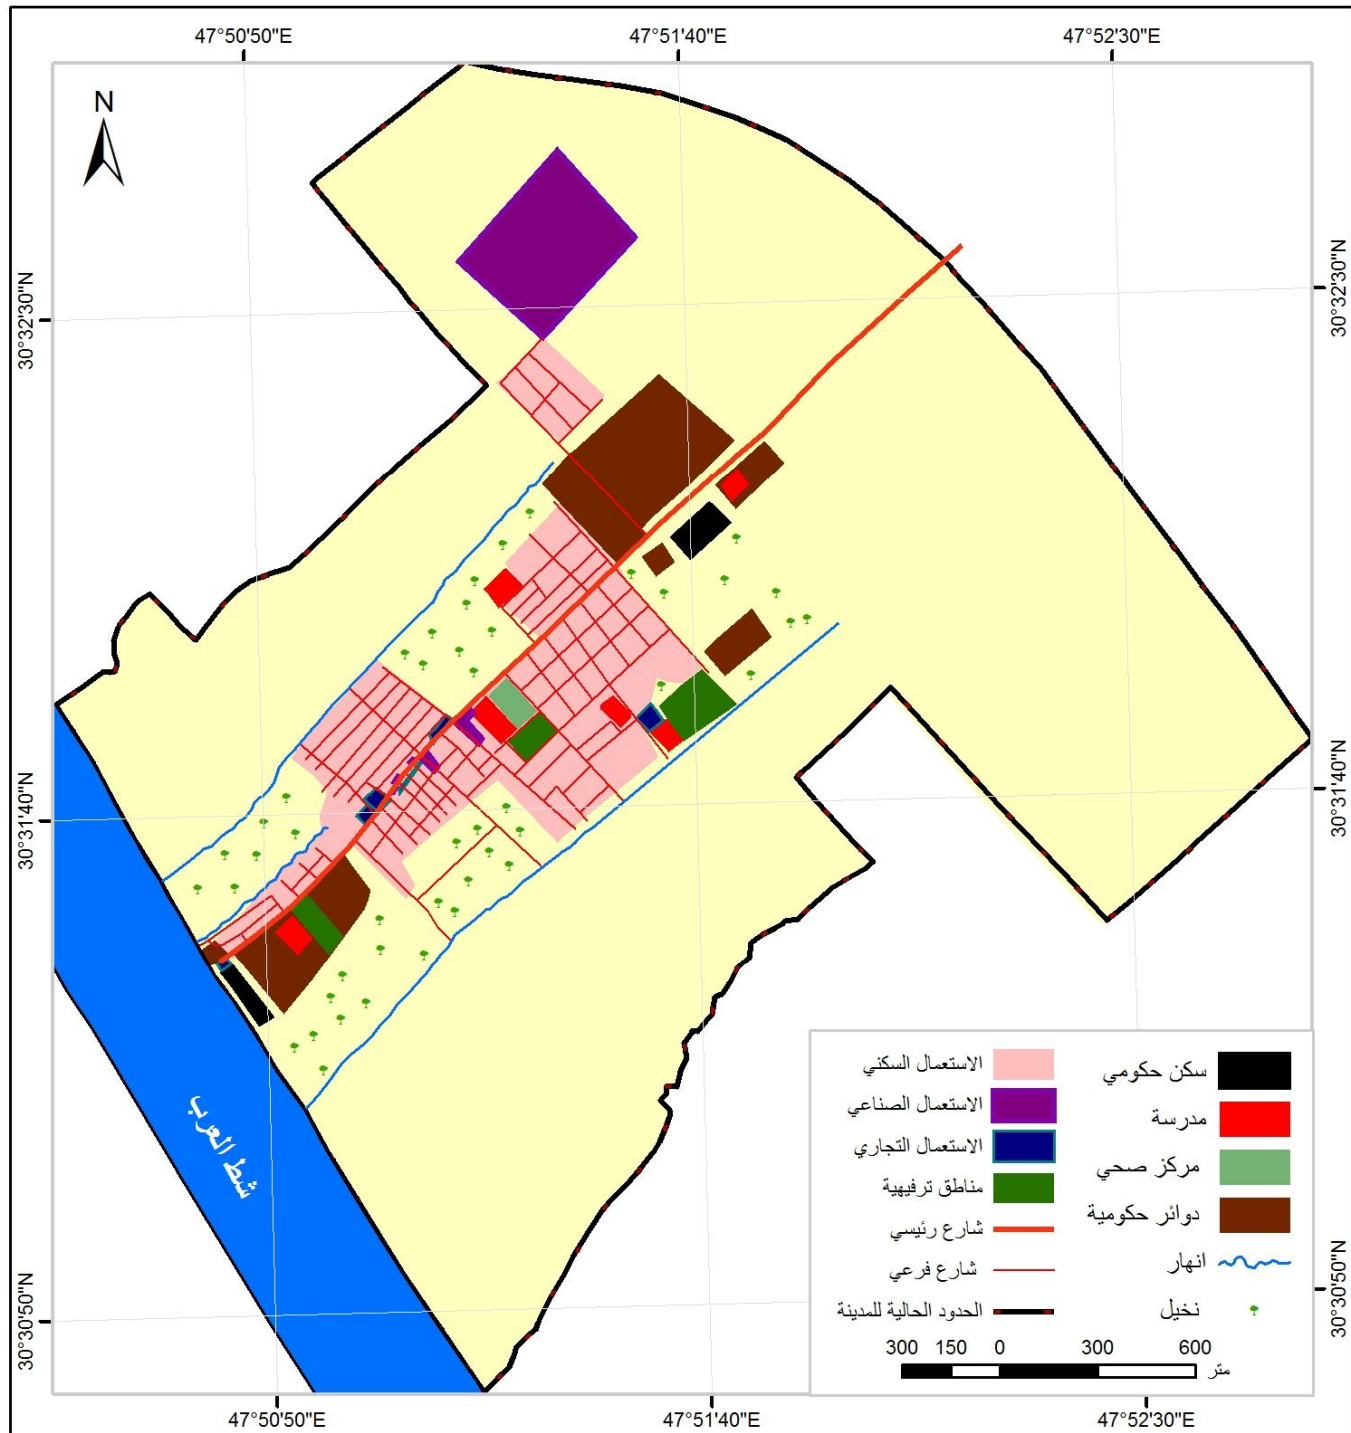 47°50'50"E
47°51'40"E
47°52'30"E
N
30°32'30"N
30°32'30"N
30°31'40"N
30°31'40"N
30°30'50"N
30°30'50"N
شط العرب
سكن حكومي
مدرسة
مركز صحي
دوائر حكومية
انهار
نخيل
الاستعمال السكني
الاستعمال الصناعي
الاستعمال التجاري
مناطق ترفيهية
شارع رئيسي
شارع فرعي
الحدود الحالية للمدينة
300 150 0 300 600
متر
47°50'50"E
47°51'40"E
47°52'30"E